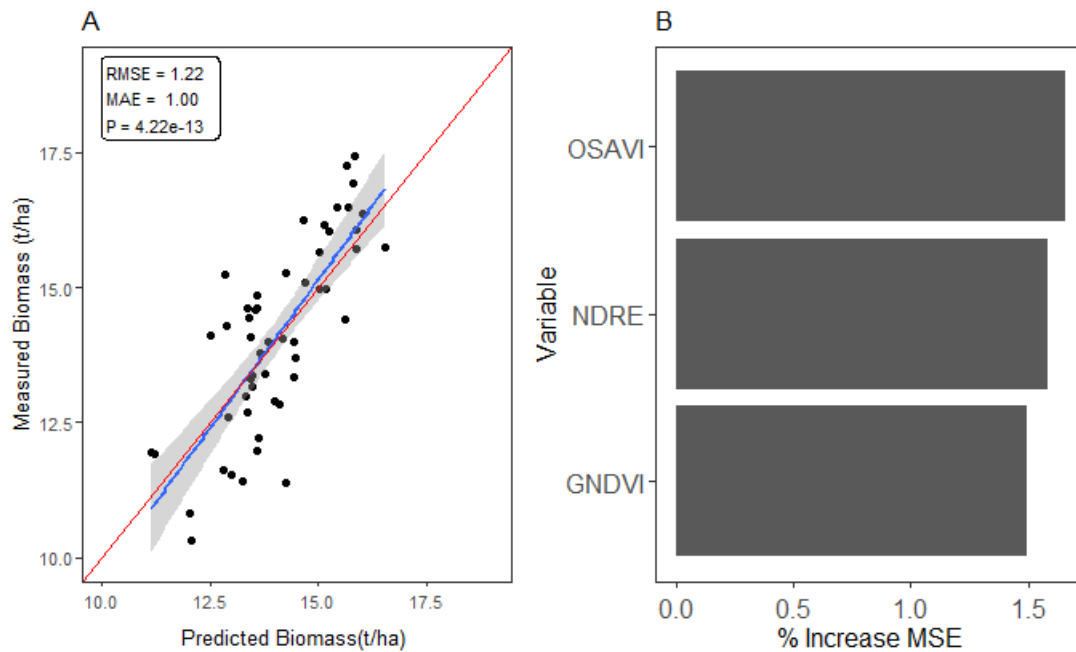 A
RMSE = 1.22
MAE = 1.00
P = 4.22e-13
Measured Biomass (t/ha)
17.5
15.0
12.5
10.0
10.0 12.5 15.0 17.5
Predicted Biomass(t/ha)
B
Variable
OSAVI
NDRE
GNDVI
0.0 0.5 1.0 1.5
% Increase MSE